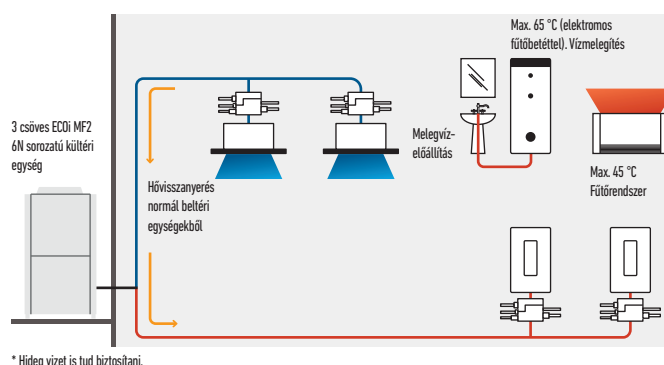 3 csöves ECOi MF2
6N sorozatú kültéri
egység
Hővisszanyerés
normál beltéri
egységekből
Melegvíz-
előállítás
Max. 65 °C (elektromos
fűtőbetéttel). Vízmelegítés
Max. 45 °C
Fűtőrendszer
* Hideg vizet is tud biztosítani.